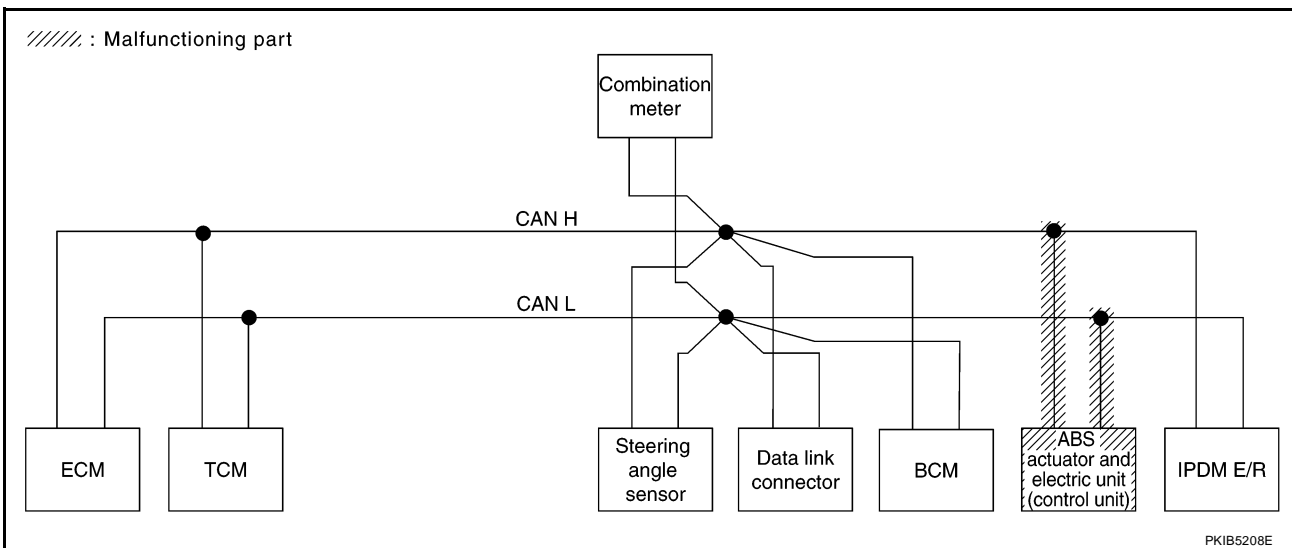 : Malfunctioning part
Combination
meter
CAN H
CAN L
ECM
TCM
Steering
angle
sensor
Data link
connector
BCM
ABS
actuator and
electric unit
(control unit)
IPDM E/R
PKIB5208E